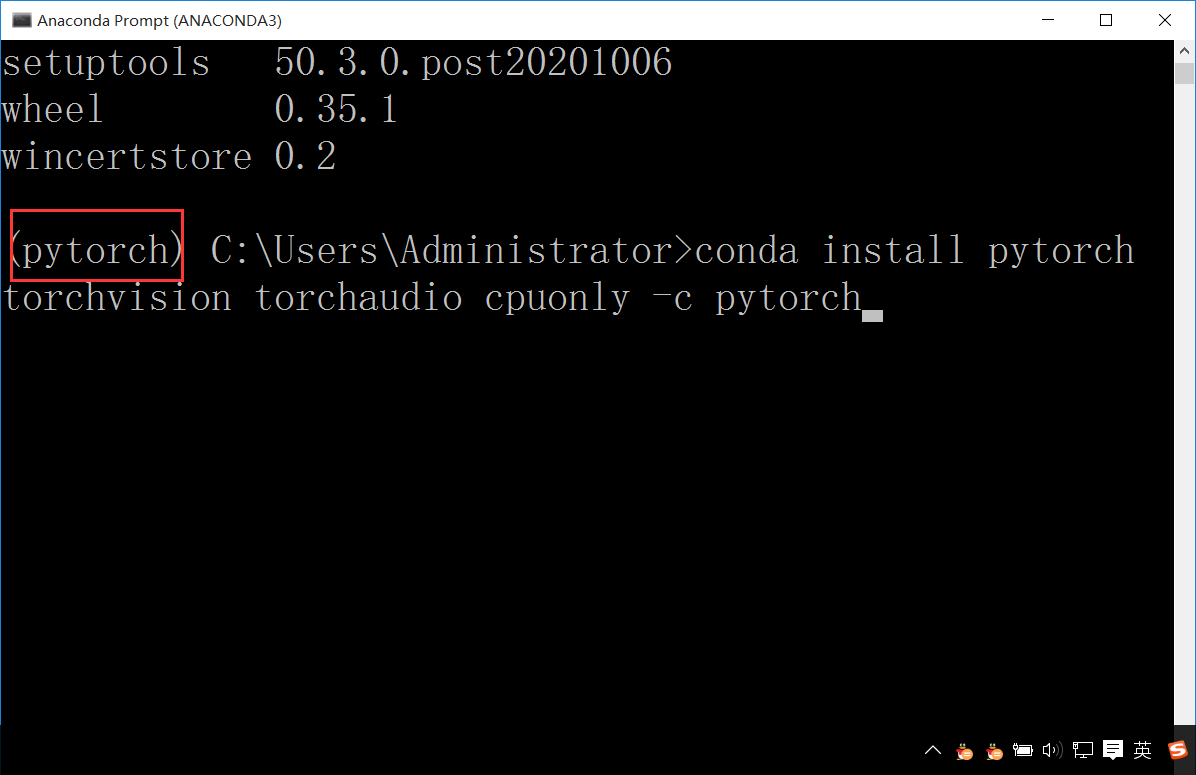 Anaconda Prompt (ANACONDA3)
setuptools 50.3.0.post20201006
wheel 0.35.1
wincertstore 0.2
(pytorch) C:\Users\Administrator>conda install pytorch
torchvision torchaudio cpuonly -c pytorch
英